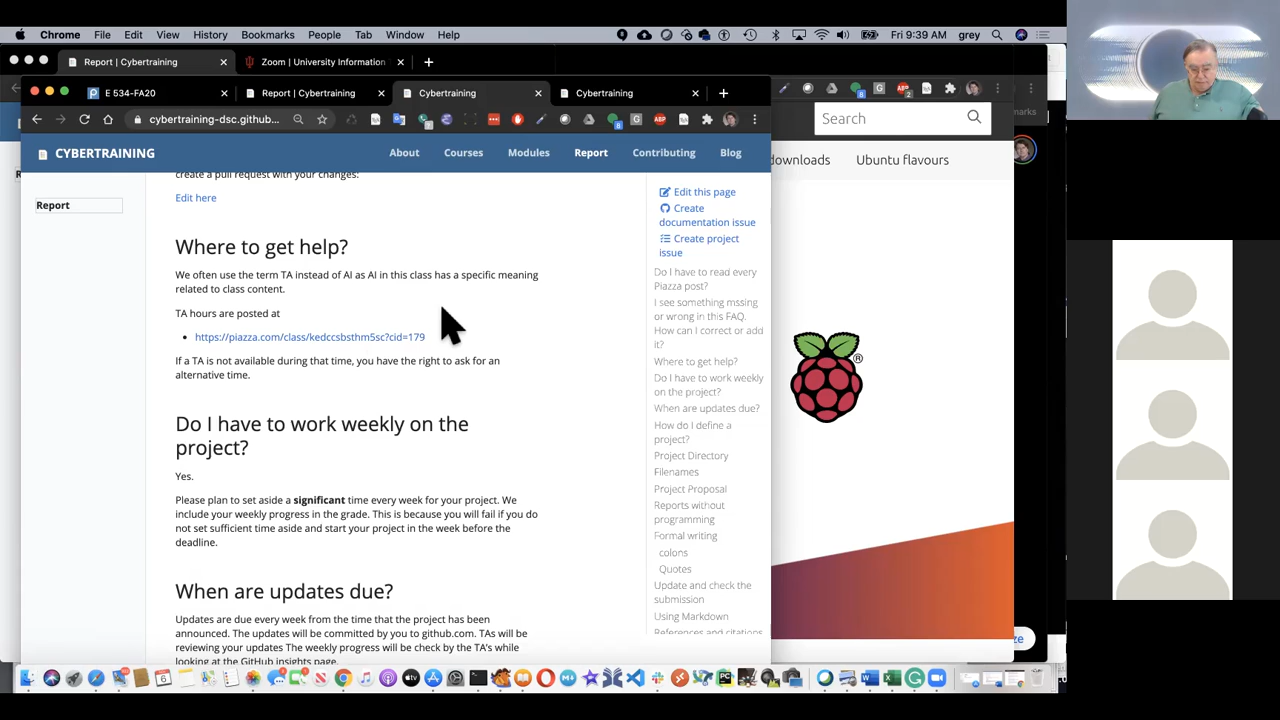 Chrome File Edit View History Bookmarks People Tab Window Help Fri 9:39 AM grey
Report | Cybertraining
Zoom | University Information
E 534-FA20
Report | Cybertraining
Cybertraining
Cybertraining
cybertraining-dsc.github...
CYBERTRAINING
About Courses Modules Report Contributing Blog
Report
create a pull request with your changes:
Edit here
Where to get help?
We often use the term TA instead of AI as AI in this class has a specific meaning
related to class content.
TA hours are posted at
https://piazza.com/class/kedccsbsthm5sc?cid=179
If a TA is not available during that time, you have the right to ask for an
alternative time.
Do I have to work weekly on the
project?
Yes.
Please plan to set aside a significant time every week for your project. We
include your weekly progress in the grade. This is because you will fail if you do
not set sufficient time aside and start your project in the week before the
deadline.
When are updates due?
Updates are due every week from the time that the project has been
announced. The updates will be committed by you to github.com. TAs will be
reviewing your updates The weekly progress will be check by the TA's while
looking at the GitHub insights page.
Edit this page
Create
documentation issue
Create project
issue
Do I have to read every
Piazza post?
I see something mssing
or wrong in this FAQ.
How can I correct or add
it?
Where to get help?
Do I have to work weekly
on the project?
When are updates due?
How do I define a
project?
Project Directory
Filenames
Project Proposal
Reports without
programming
Formal writing
colons
Quotes
Update and check the
submission
Using Markdown
References and citations
Search
downloads Ubuntu flavours